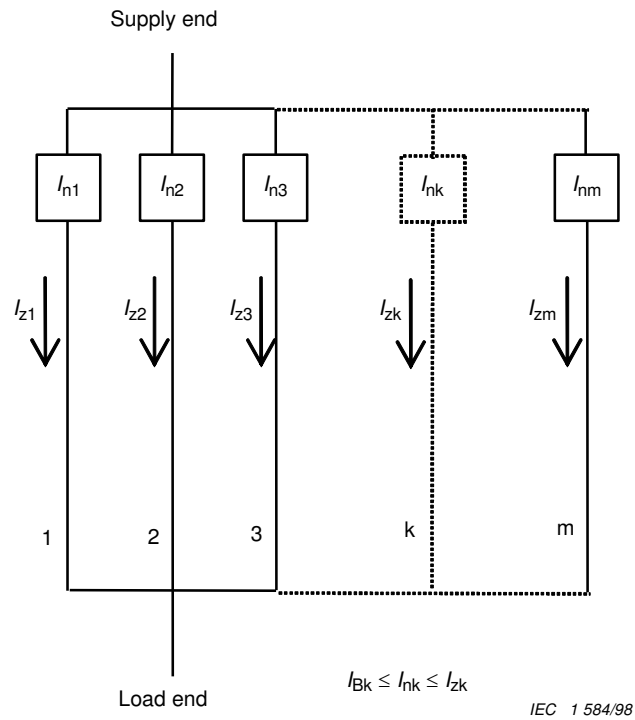 Supply end
In1 In2 In3 Ink Inm
Iz1 Iz2 Iz3 Izk Izm
1 2 3 k m
IBk ≤ Ink ≤ Izk
Load end
IEC 1 584/98